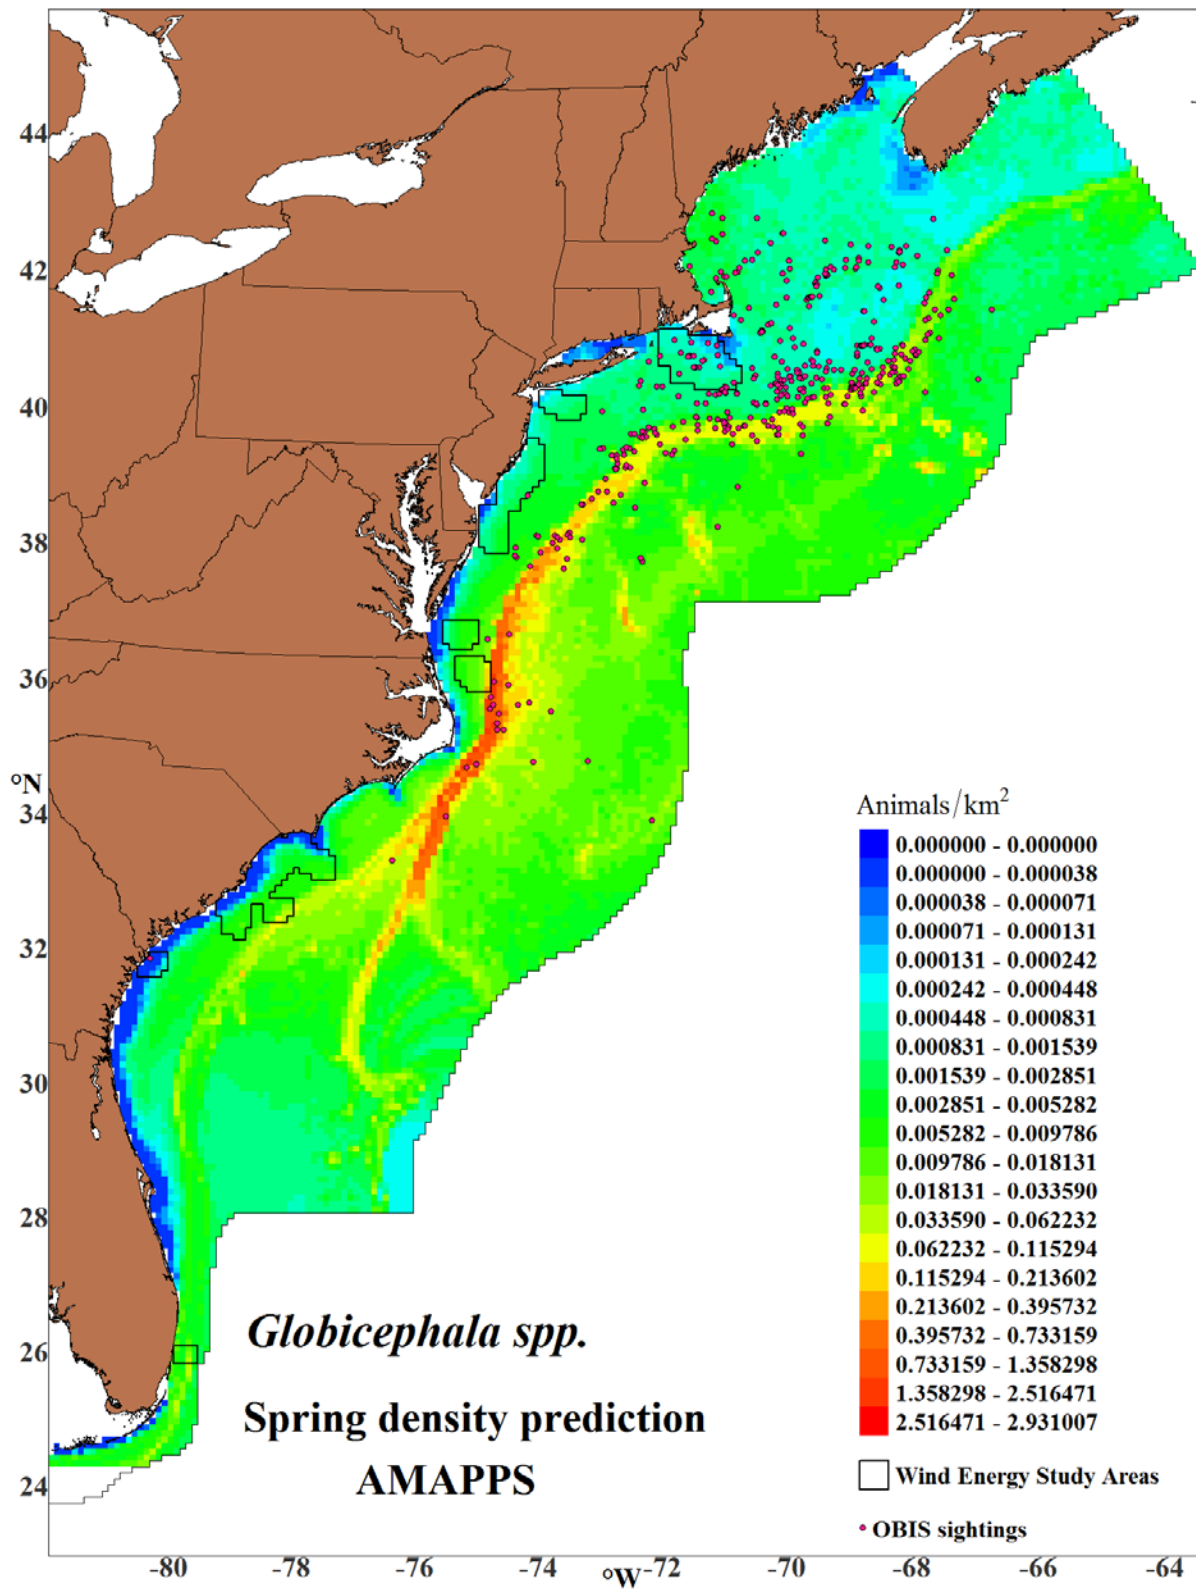 44
42
40
38
36
°N
34
32
30
28
26
24
Animals/km²
0.000000 - 0.000000
0.000000 - 0.000038
0.000038 - 0.000071
0.000071 - 0.000131
0.000131 - 0.000242
0.000242 - 0.000448
0.000448 - 0.000831
0.000831 - 0.001539
0.001539 - 0.002851
0.002851 - 0.005282
0.005282 - 0.009786
0.009786 - 0.018131
0.018131 - 0.033590
0.033590 - 0.062232
0.062232 - 0.115294
0.115294 - 0.213602
0.213602 - 0.395732
0.395732 - 0.733159
0.733159 - 1.358298
1.358298 - 2.516471
2.516471 - 2.931007
Wind Energy Study Areas
OBIS sightings
Globicephala spp.
Spring density prediction
AMAPPS
-80 -78 -76 -74 °W -72 -70 -68 -66 -64